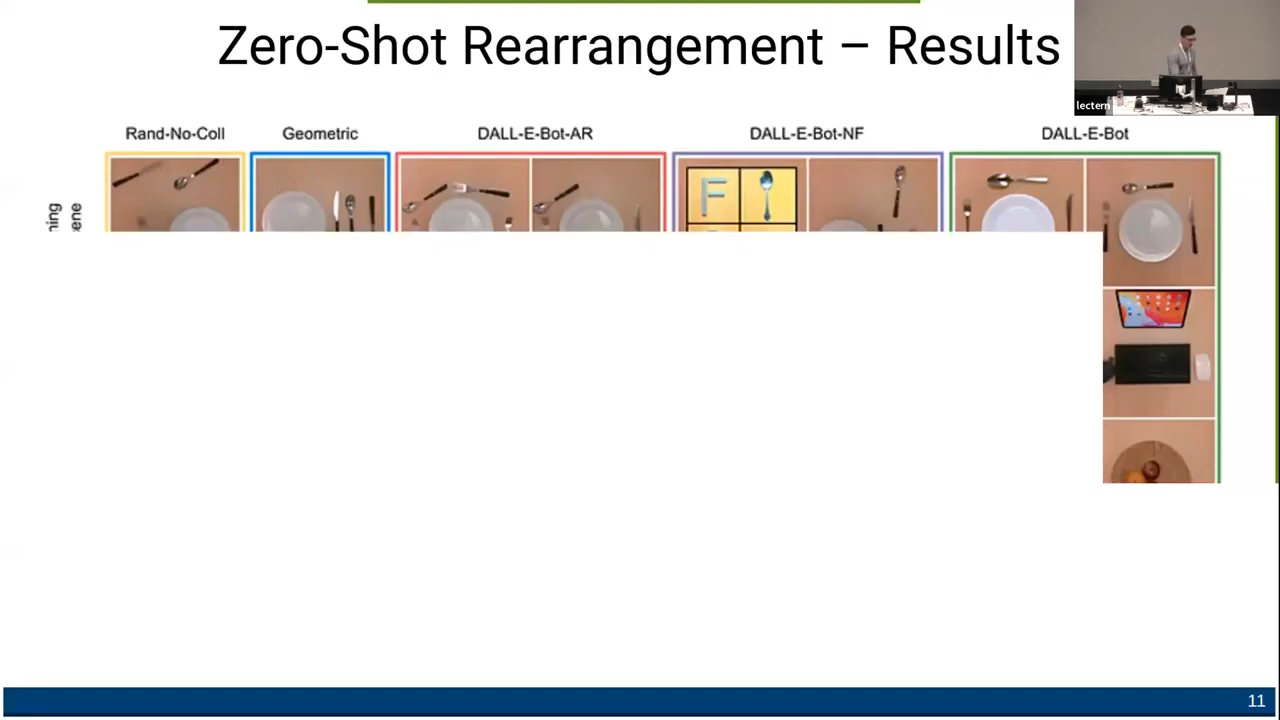 Zero-Shot Rearrangement – Results
lectern
Rand-No-Coll Geometric DALL-E-Bot-AR DALL-E-Bot-NF DALL-E-Bot
F
11